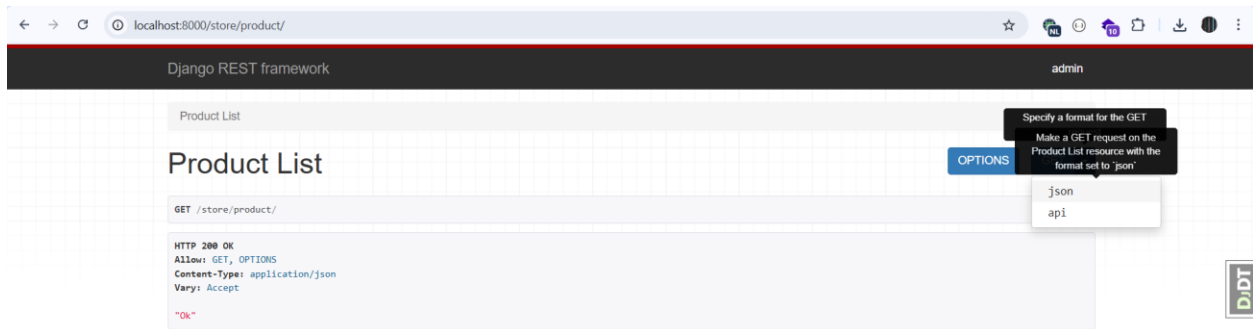 localhost:8000/store/product/
NL
10
Django REST framework
admin
Product List
Specify a format for the GET
Make a GET request on the
Product List resource with the
format set to `json`
Product List
OPTIONS
json
api
GET /store/product/
HTTP 200 OK
Allow: GET, OPTIONS
Content-Type: application/json
Vary: Accept
"Ok"
DjDT